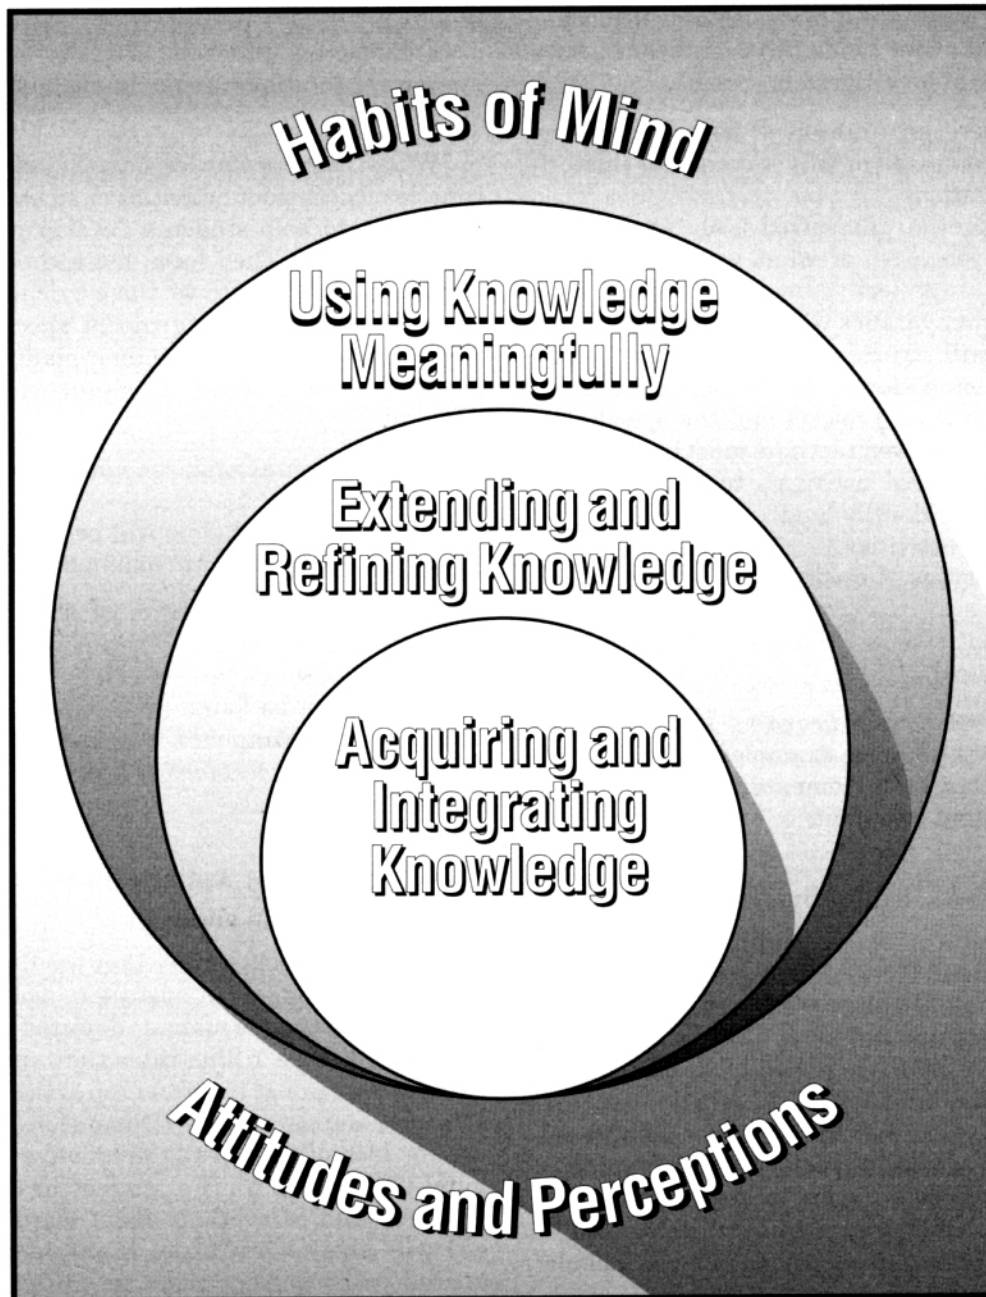 Habits of Mind
Using Knowledge
Meaningfully
Extending and
Refining Knowledge
Acquiring and
Integrating
Knowledge
Attitudes and Perceptions